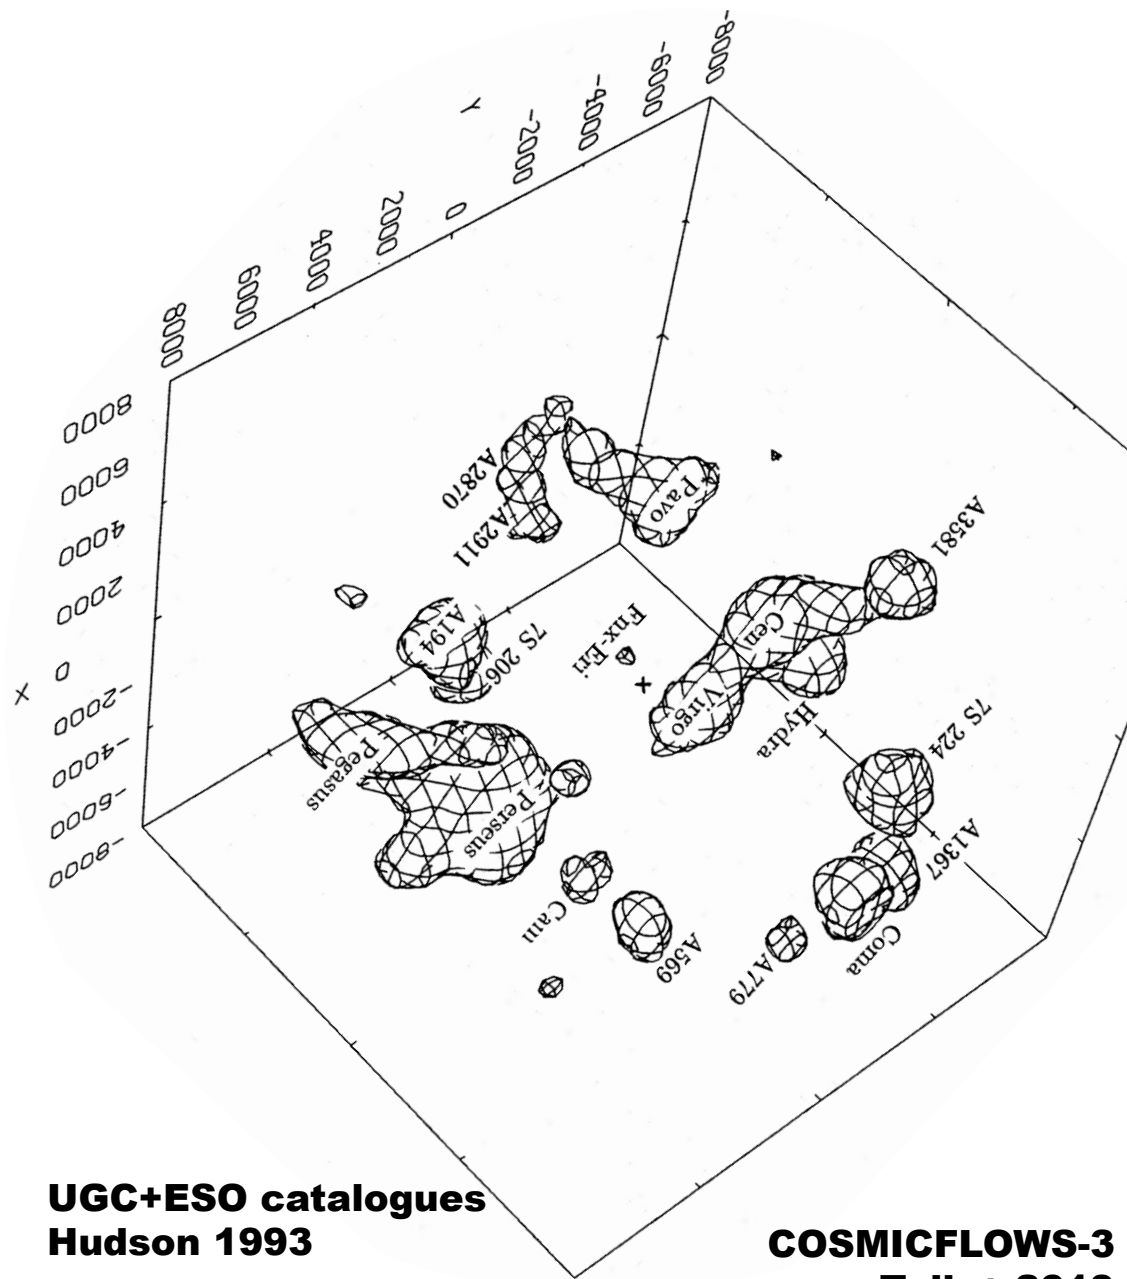 -8000
-6000
-4000
-2000
0
2000
4000
6000
8000
Y
8000
6000
4000
2000
0
-2000
-4000
-6000
-8000
X
A2870
A2911
Pavo
A3581
A194
7S 206
Fnx-Eri
Cen
Virgo
Hydra
7S 224
Pegasus
Perseus
A1367
Cam
A569
A779
Coma
UGC+ESO catalogues
Hudson 1993
COSMICFLOWS-3